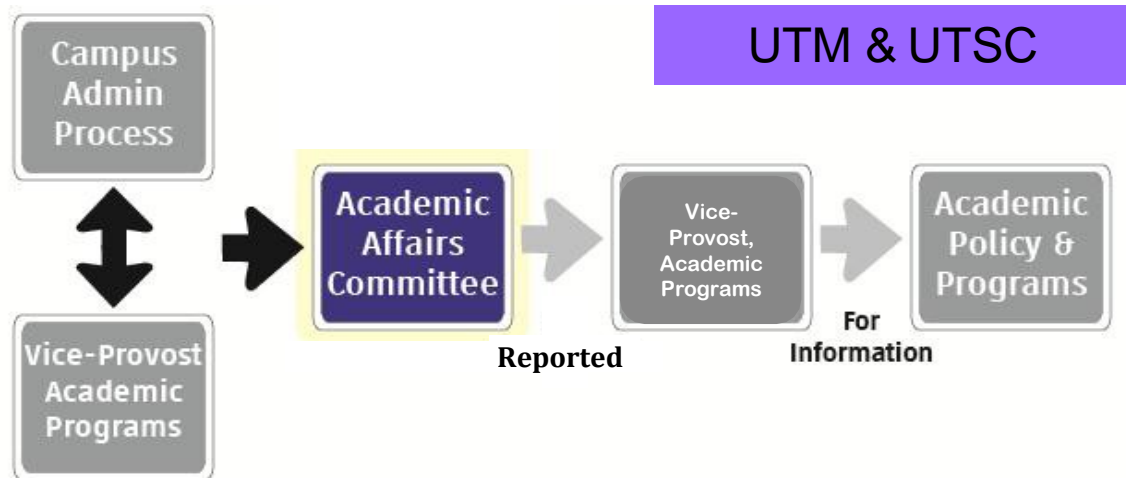 UTM & UTSC
Campus
Admin
Process
Vice-Provost
Academic
Programs
Academic
Affairs
Committee
Reported
Vice-
Provost,
Academic
Programs
For
Information
Academic
Policy &
Programs